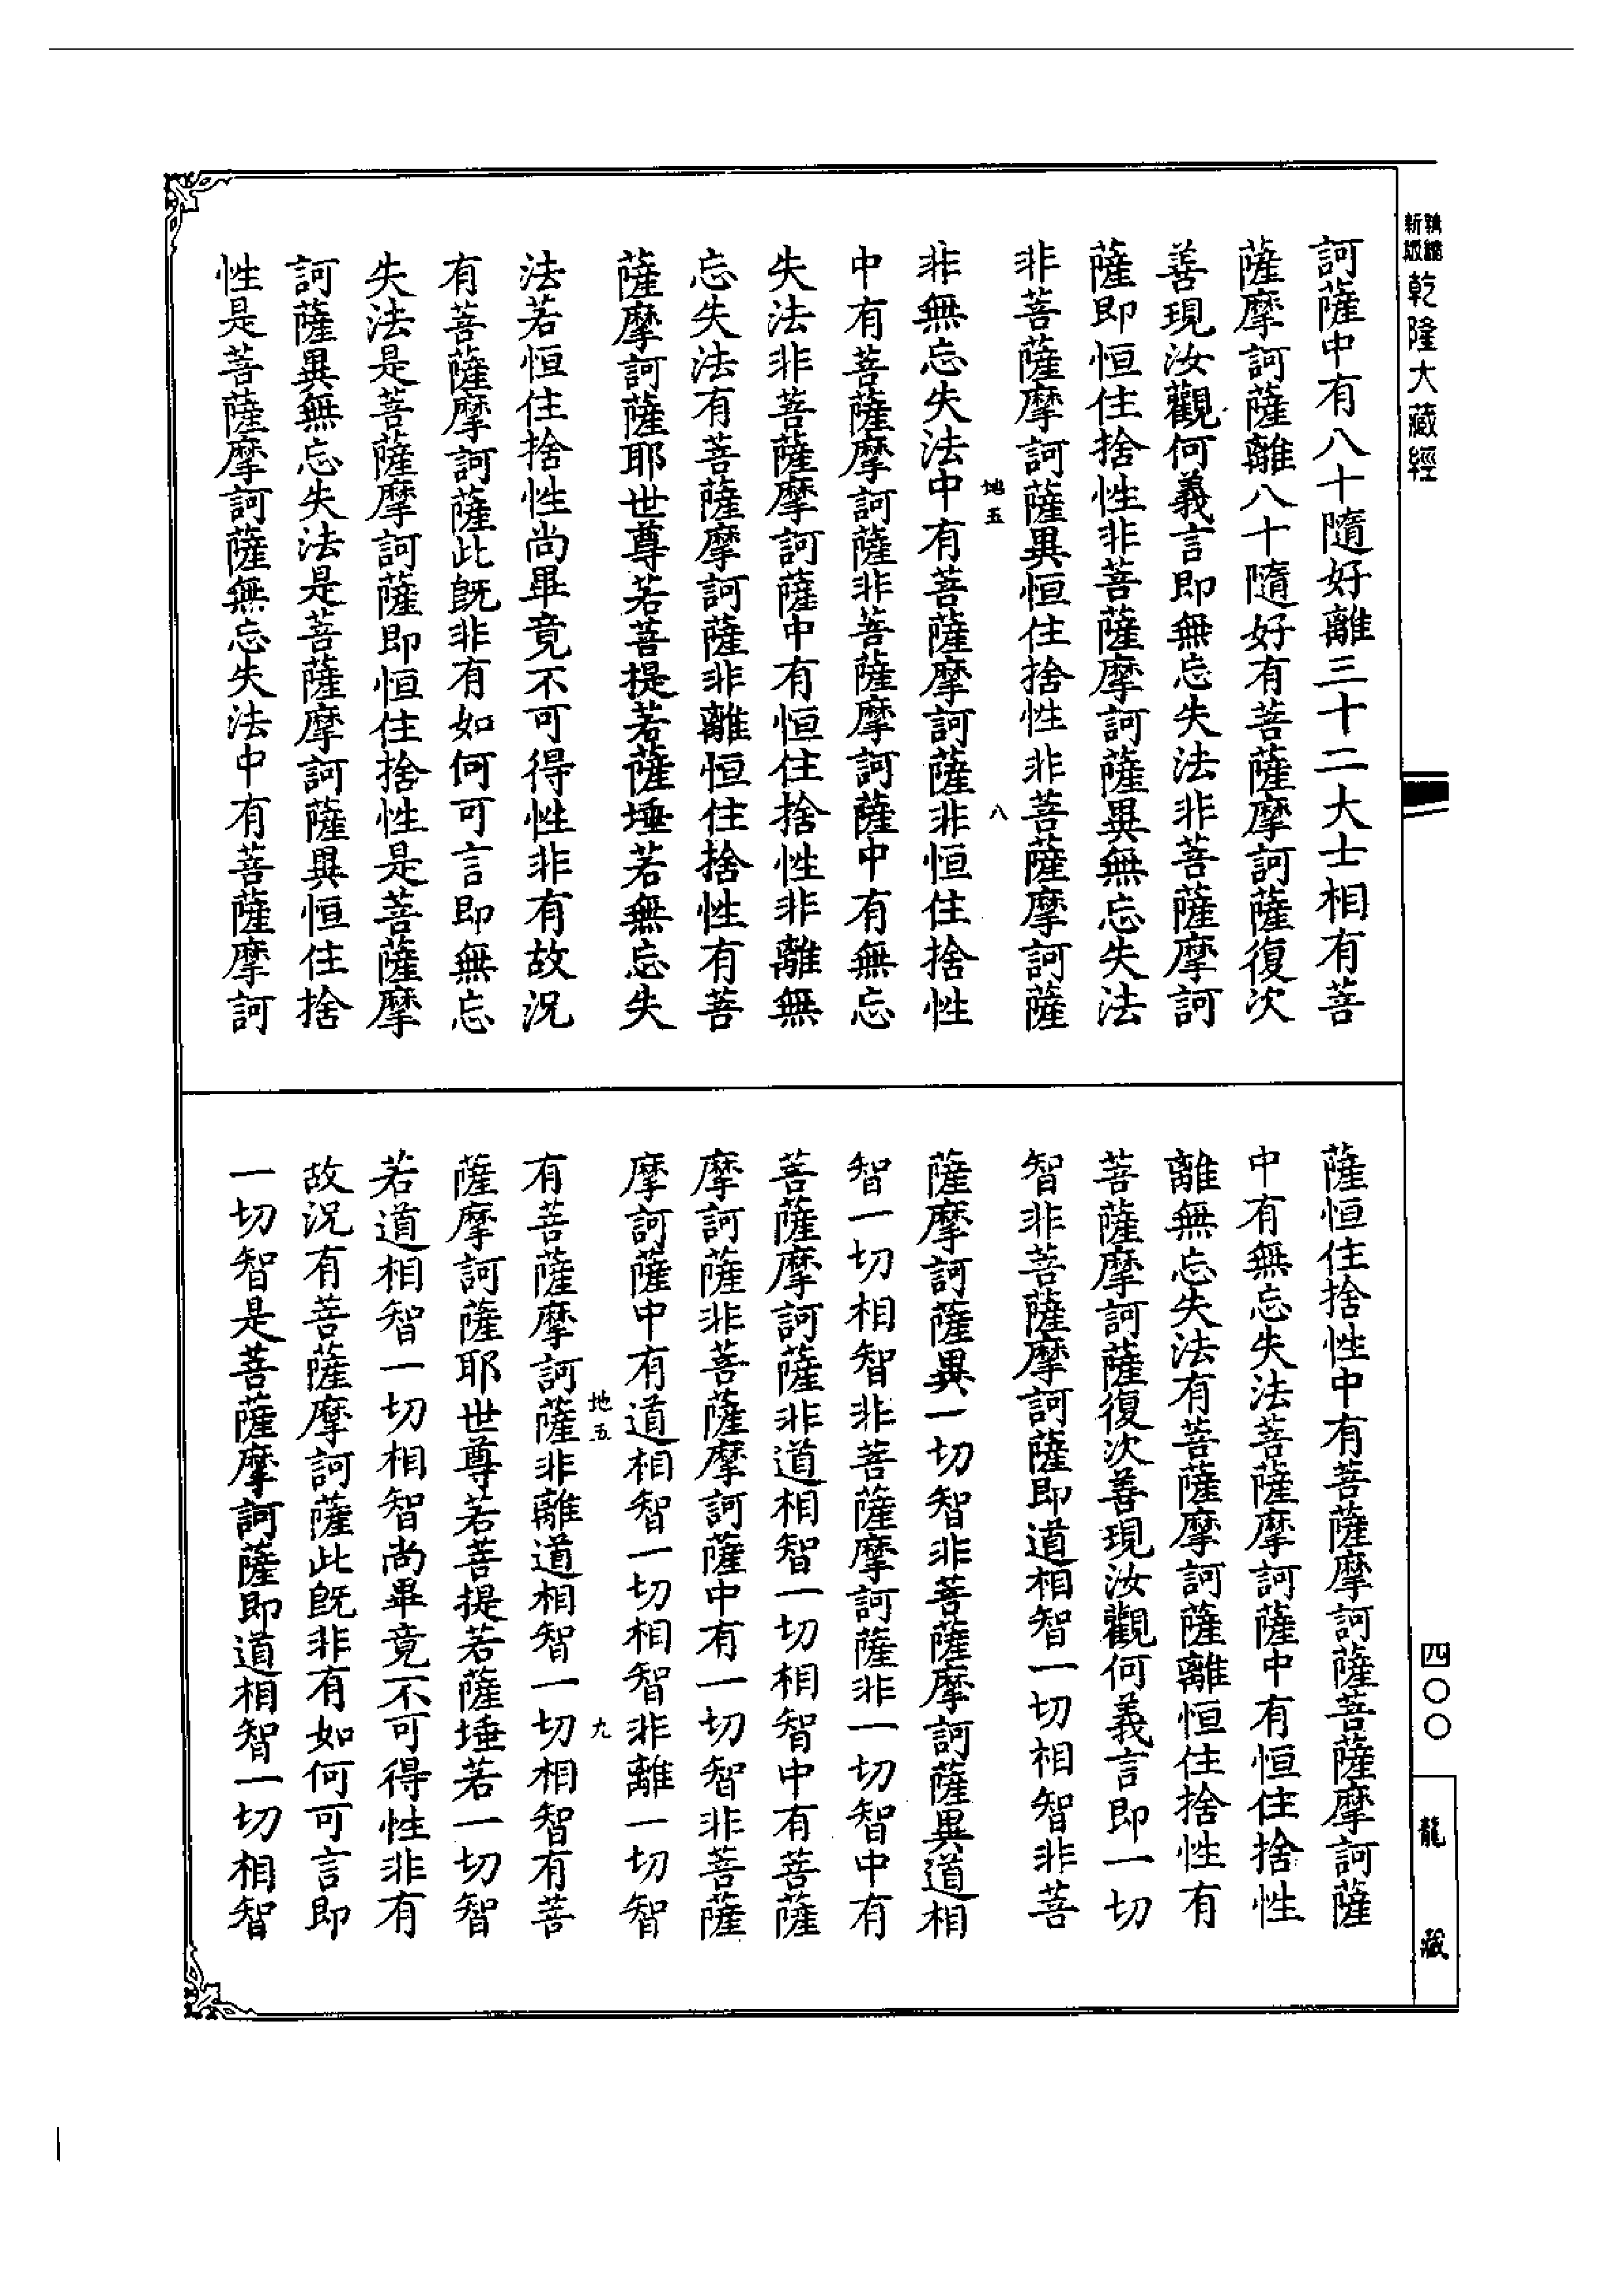 新編
縮版
乾隆大藏經
訶薩中有八十隨好離三十二大士相有菩
薩摩訶薩離八十隨好有菩薩摩訶薩復次
善現汝觀何義言即無忘失法非菩薩摩訶
薩即恒住捨性非菩薩摩訶薩異無忘失法
非菩薩摩訶薩異恒住捨性非菩薩摩訶薩
地五
八
非無忘失法中有菩薩摩訶薩非恒住捨性
中有菩薩摩訶薩非菩薩摩訶薩中有無忘
失法非菩薩摩訶薩中有恒住捨性非離無
忘失法有菩薩摩訶薩非離恒住捨性有菩
薩摩訶薩耶世尊若菩提若薩埵若無忘失
法若恒住捨性尚畢竟不可得性非有故況
有菩薩摩訶薩此旣非有如何可言即無忘
失法是菩薩摩訶薩即恒住捨性是菩薩摩
訶薩異無忘失法是菩薩摩訶薩異恒住捨
性是菩薩摩訶薩無忘失法中有菩薩摩訶
薩恒住捨性中有菩薩摩訶薩菩薩摩訶薩
中有無忘失法菩薩摩訶薩中有恒住捨性
離無忘失法有菩薩摩訶薩離恒住捨性有
菩薩摩訶薩復次善現汝觀何義言即一切
智非菩薩摩訶薩即道相智一切相智非菩
薩摩訶薩異一切智非菩薩摩訶薩異道相
智一切相智非菩薩摩訶薩非一切智中有
菩薩摩訶薩非道相智一切相智中有菩薩
摩訶薩非菩薩摩訶薩中有一切智非菩薩
摩訶薩中有道相智一切相智非離一切智
地五
九
有菩薩摩訶薩非離道相智一切相智有菩
薩摩訶薩耶世尊若菩提若薩埵若一切智
若道相智一切相智尚畢竟不可得性非有
故況有菩薩摩訶薩此旣非有如何可言即
一切智是菩薩摩訶薩即道相智一切相智
四〇〇
龍藏